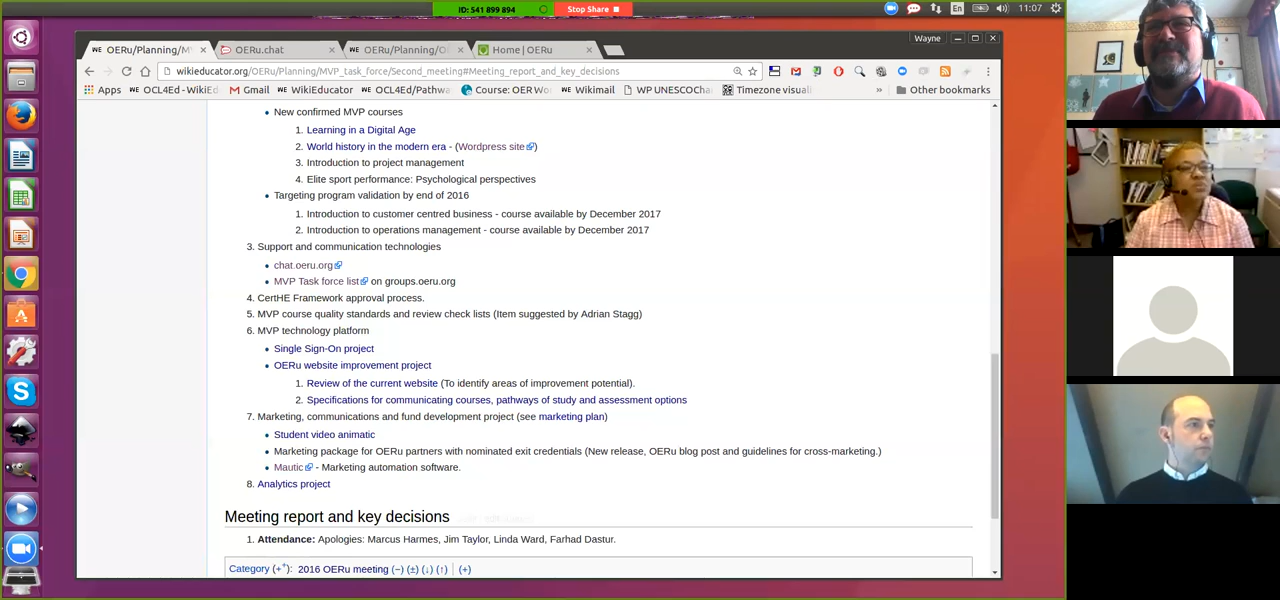 ID: 541 899 894
Stop Share
En
11:07
OERu/Planning/M
OERu.chat
OERu/Planning/O
Home | OERu
Wayne
wikieducator.org/OERu/Planning/MVP_task_force/Second_meeting#Meeting_report_and_key_decisions
Apps
OCL4Ed - WikiEd
Gmail
WikiEducator
OCL4Ed/Pathwa
Course: OER Wo
Wikimail
WP UNESCOCha
Timezone visual
»
Other bookmarks
• New confirmed MVP courses
1. Learning in a Digital Age
2. World history in the modern era - (Wordpress site)
3. Introduction to project management
4. Elite sport performance: Psychological perspectives
• Targeting program validation by end of 2016
1. Introduction to customer centred business - course available by December 2017
2. Introduction to operations management - course available by December 2017
3. Support and communication technologies
• chat.oeru.org
• MVP Task force list on groups.oeru.org
4. CertHE Framework approval process.
5. MVP course quality standards and review check lists (Item suggested by Adrian Stagg)
6. MVP technology platform
• Single Sign-On project
• OERu website improvement project
1. Review of the current website (To identify areas of improvement potential).
2. Specifications for communicating courses, pathways of study and assessment options
7. Marketing, communications and fund development project (see marketing plan)
• Student video animatic
• Marketing package for OERu partners with nominated exit credentials (New release, OERu blog post and guidelines for cross-marketing.)
• Mautic - Marketing automation software.
8. Analytics project
Meeting report and key decisions
1. Attendance: Apologies: Marcus Harmes, Jim Taylor, Linda Ward, Farhad Dastur.
Category (++): 2016 OERu meeting (−) (±) (↓) (↑) | (+)